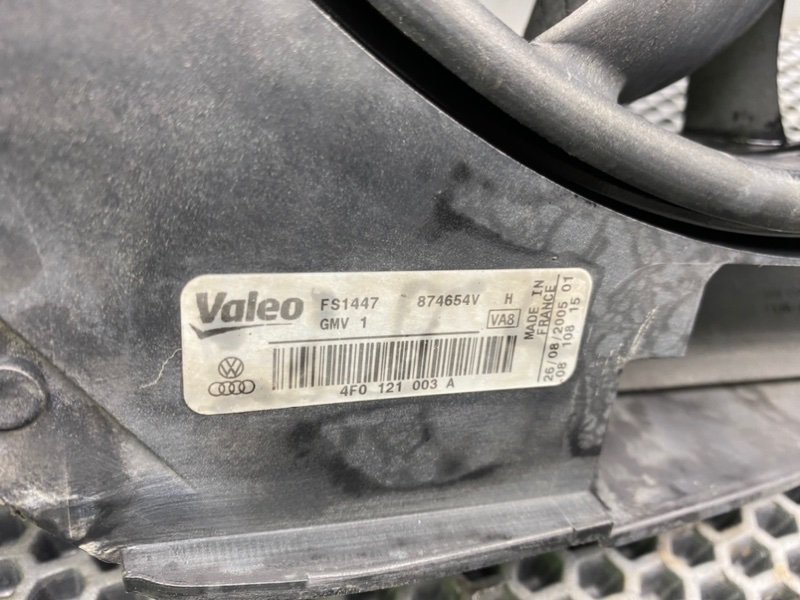 Valeo FS1447 874654V H
GMV 1 VA8
4F0 121 003 A
MADE IN
FRANCE
26/08/2005 01
08 108 15